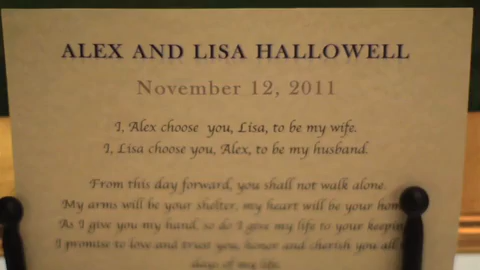 ALEX AND LISA HALLOWELL
November 12, 2011
I, Alex choose you, Lisa, to be my wife.
I, Lisa choose you, Alex, to be my husband.
From this day forward, you shall not walk alone.
My arms will be your shelter, my heart will be your hom
As I give you my hand, so do I give my life to your keepin
I promise to love and trust you, honor and cherish you all
days of my life.